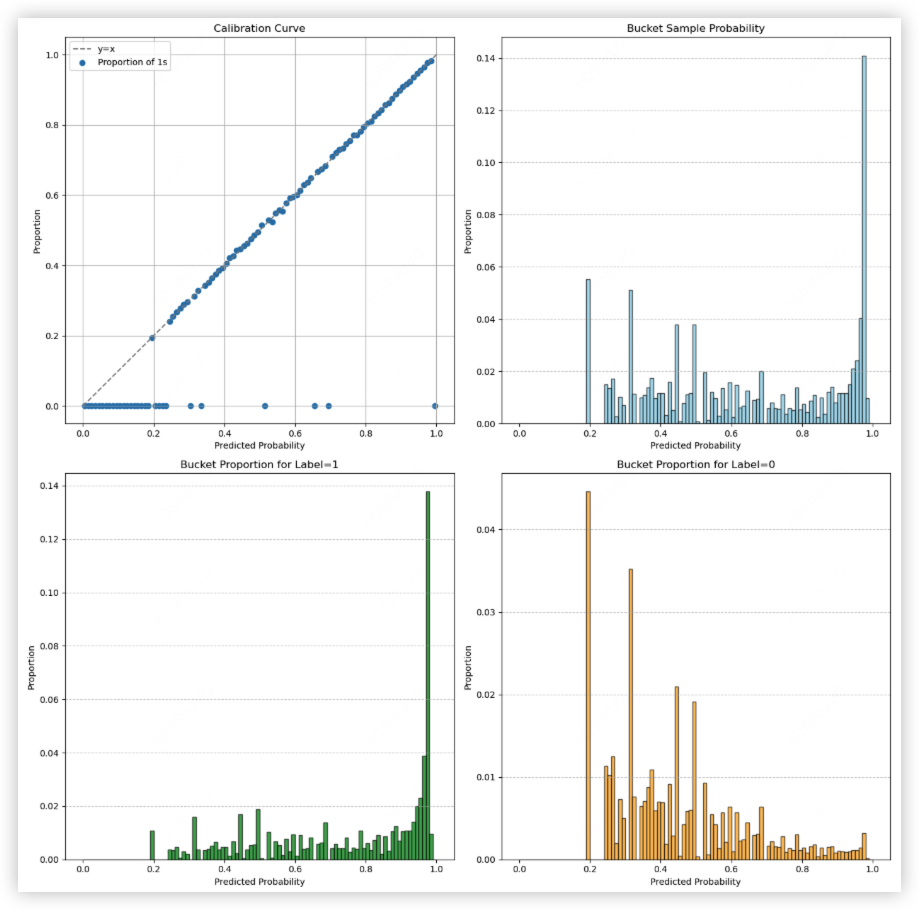 Calibration Curve
y=x
Proportion of 1s
1.0
0.8
0.6
0.4
0.2
0.0
Proportion
0.0 0.2 0.4 0.6 0.8 1.0
Predicted Probability
Bucket Sample Probability
0.14
0.12
0.10
0.08
0.06
0.04
0.02
0.00
Proportion
0.0 0.2 0.4 0.6 0.8 1.0
Predicted Probability
Bucket Proportion for Label=1
0.14
0.12
0.10
0.08
0.06
0.04
0.02
0.00
Proportion
0.0 0.2 0.4 0.6 0.8 1.0
Predicted Probability
Bucket Proportion for Label=0
0.04
0.03
0.02
0.01
0.00
Proportion
0.0 0.2 0.4 0.6 0.8 1.0
Predicted Probability